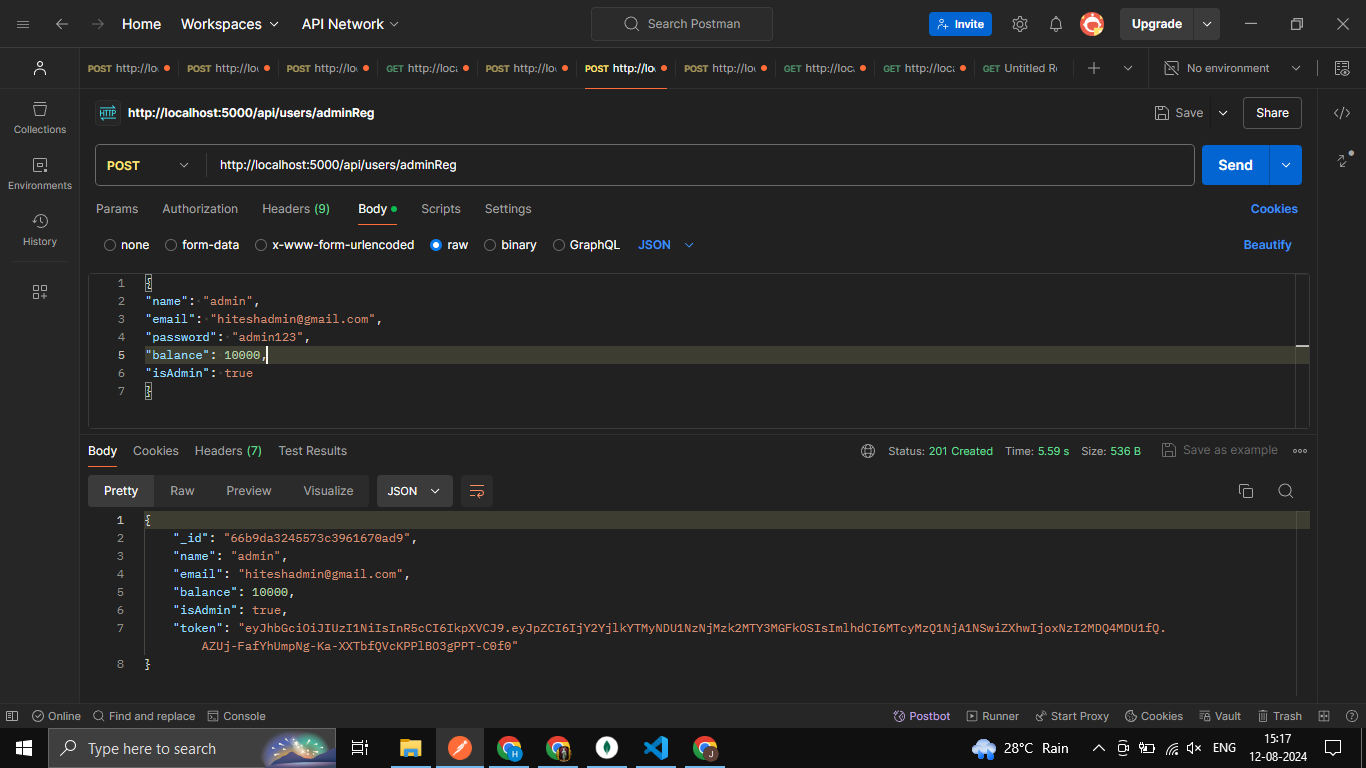 Home Workspaces API Network Search Postman Invite Upgrade
POST http://lo POST http://loc POST http://lo GET http://loca POST http://lo POST http://lo POST http://loc GET http://loca GET http://loca GET Untitled Re No environment
HTTP http://localhost:5000/api/users/adminReg Save Share
Collections
Environments
History
POST http://localhost:5000/api/users/adminReg Send
Params Authorization Headers (9) Body Scripts Settings Cookies
none form-data x-www-form-urlencoded raw binary GraphQL JSON Beautify
1 {
2 "name": "admin",
3 "email": "hiteshadmin@gmail.com",
4 "password": "admin123",
5 "balance": 10000,
6 "isAdmin": true
7 }
Body Cookies Headers (7) Test Results Status: 201 Created Time: 5.59 s Size: 536 B Save as example
Pretty Raw Preview Visualize JSON
1 {
2 "_id": "66b9da3245573c3961670ad9",
3 "name": "admin",
4 "email": "hiteshadmin@gmail.com",
5 "balance": 10000,
6 "isAdmin": true,
7 "token": "eyJhbGciOiJIUzI1NiIsInR5cCI6IkpXVCJ9.eyJpZCI6IjY2YjlkYTMyNDU1NzNjMzk2MTY3MGFkOSIsImlhdCI6MTcyMzQ1NjA1NSwiZXhwIjoxNzI2MDQ4MDU1fQ.
AZUj-FafYhUmpNg-Ka-XXTbfQVcKPPlBO3gPPT-C0f0"
8 }
Online Find and replace Console Postbot Runner Start Proxy Cookies Vault Trash
Type here to search 28°C Rain ENG 15:17
12-08-2024